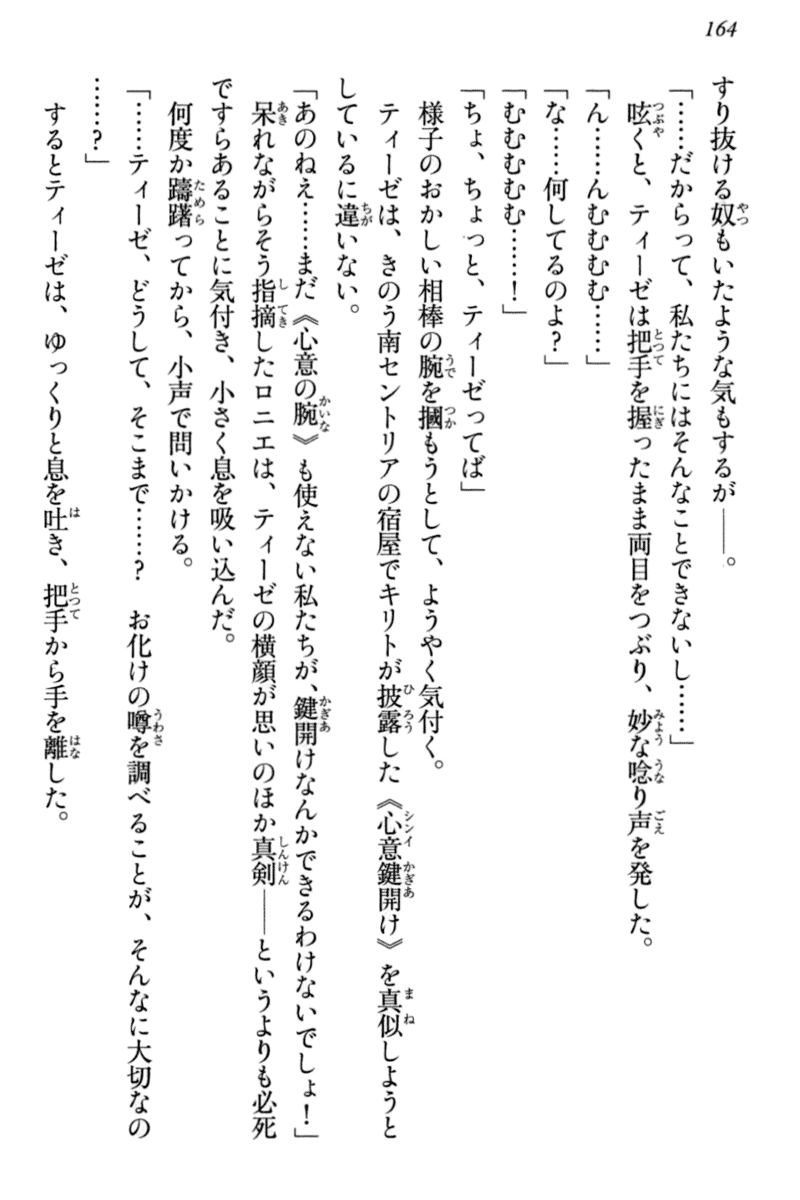 164
すり抜ける奴もいたような気もするが――。
「……だからって、私たちにはそんなことできないし……」
呟くと、ティーゼは把手を握ったまま両目をつぶり、妙な唸り声を発した。
「ん……んむむむ……」
「な……何してるのよ?」
「むむむむむ……!」
「ちょ、ちょっと、ティーゼってば」
様子のおかしい相棒の腕を摑もうとして、ようやく気付く。
ティーゼは、きのう南セントリアの宿屋でキリトが披露した《心意鍵開け》を真似しようと
しているに違いない。
「あのねえ……まだ《心意の腕》も使えない私たちが、鍵開けなんかできるわけないでしょ!」
呆れながらそう指摘したロニエは、ティーゼの横顔が思いのほか真剣――というよりも必死
ですらあることに気付き、小さく息を吸い込んだ。
何度か躊躇ってから、小声で問いかける。
「……ティーゼ、どうして、そこまで……? お化けの噂を調べることが、そんなに大切なの
……?」
するとティーゼは、ゆっくりと息を吐き、把手から手を離した。